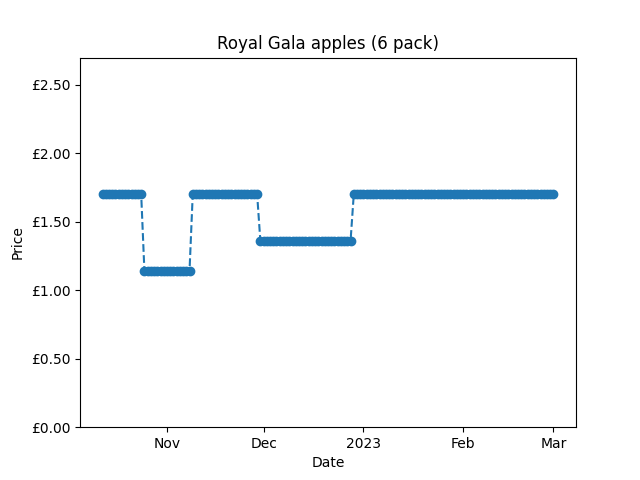 Royal Gala apples (6 pack)
£2.50
£2.00
£1.50
£1.00
£0.50
£0.00
Price
Nov
Dec
2023
Feb
Mar
Date